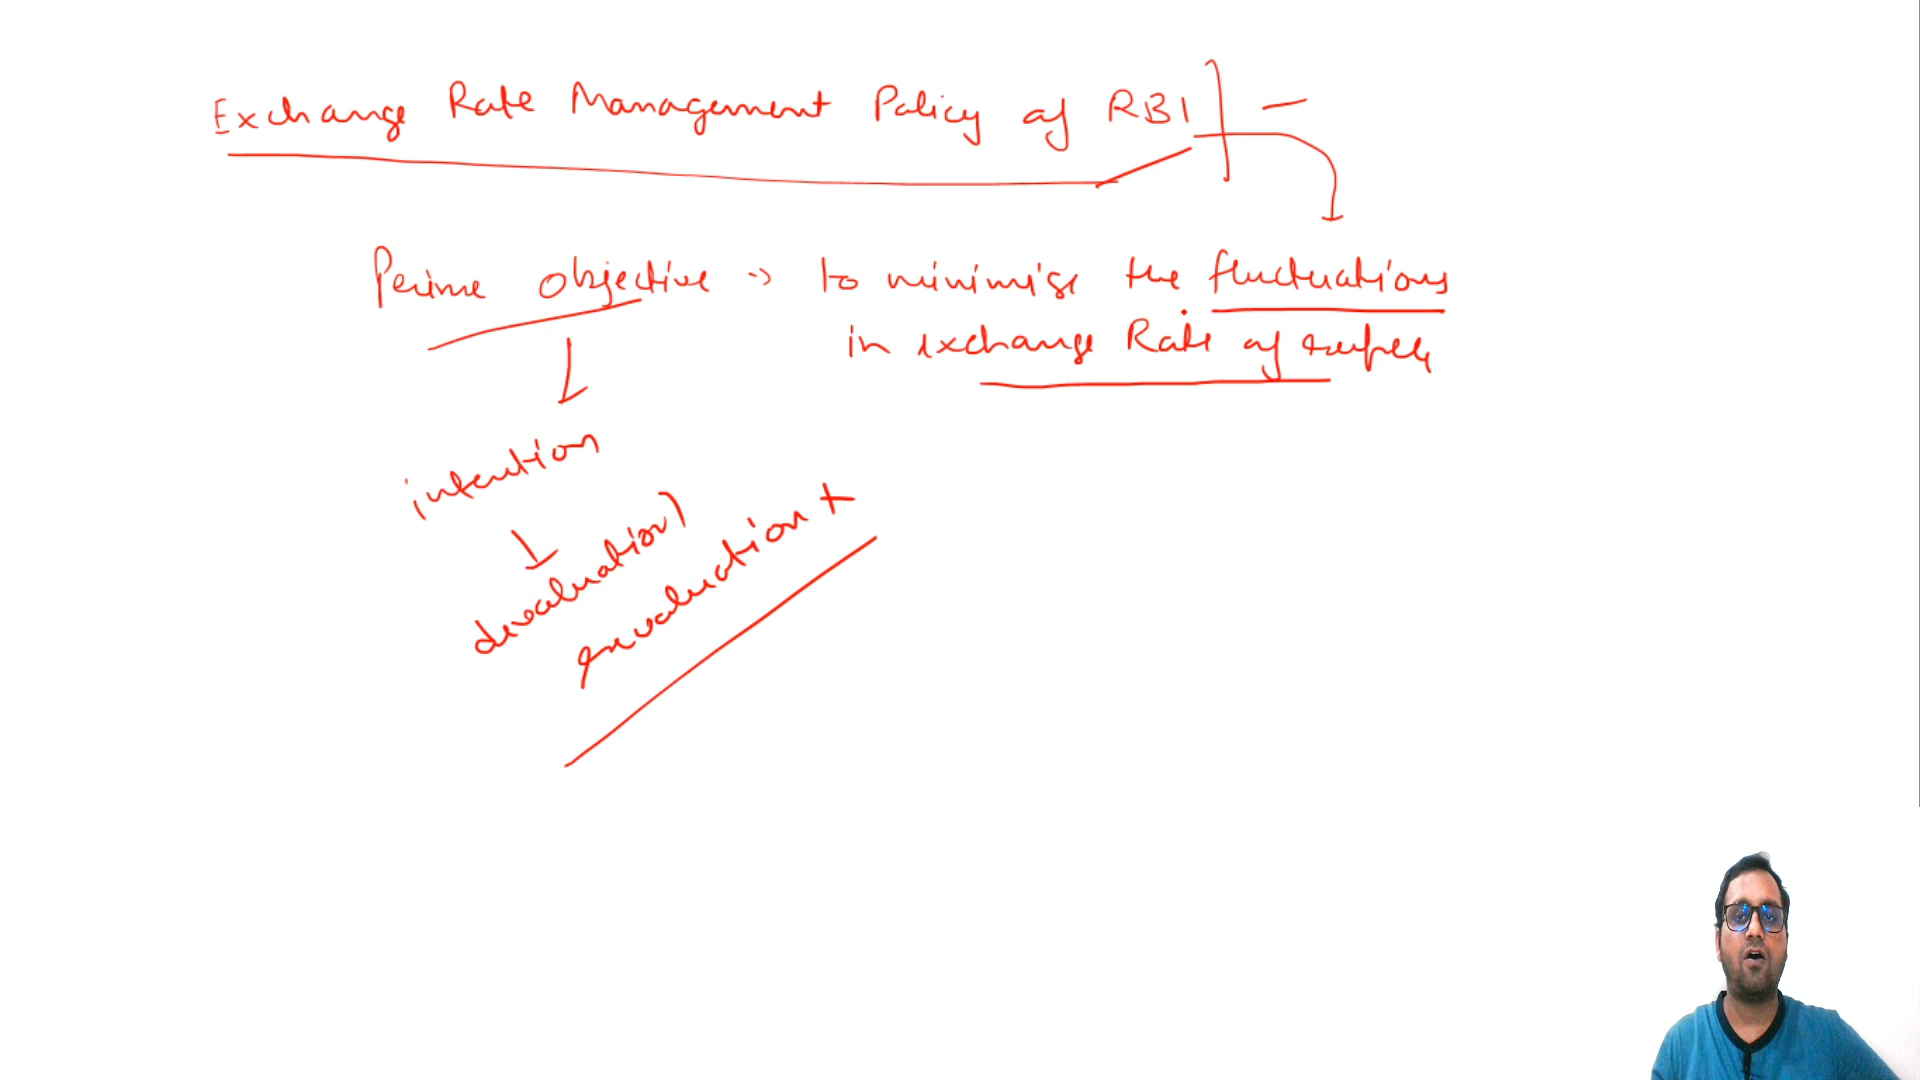 Exchange Rate Management Policy of RBI] -
Prime objective -> to minimise the fluctuations
in exchange Rate of rupee
intention
devaluation)
revaluation x